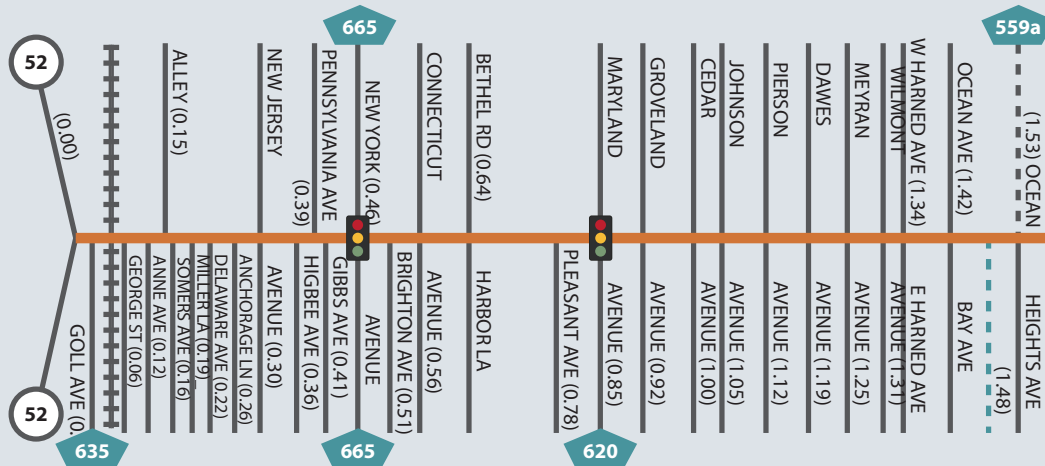 665
559a
52
(0.00)
ALLEY (0.15)
NEW JERSEY
PENNSYLVANIA AVE
(0.39)
NEW YORK (0.46)
CONNECTICUT
BETHEL RD (0.64)
MARYLAND
GROVELAND
CEDAR
JOHNSON
PIERSON
DAWES
MEYRAN
WILMONT
W HARNED AVE (1.34)
OCEAN AVE (1.42)
(1.53) OCEAN
GOLL AVE (0.
GEORGE ST (0.06)
ANNE AVE (0.12)
SOMERS AVE (0.16)
MILLER LA (0.19)
DELAWARE AVE (0.22)
ANCHORAGE LN (0.26)
AVENUE (0.30)
HIGBEE AVE (0.36)
GIBBS AVE (0.41)
AVENUE
BRIGHTON AVE (0.51)
AVENUE (0.56)
HARBOR LA
PLEASANT AVE (0.78)
AVENUE (0.85)
AVENUE (0.92)
AVENUE (1.00)
AVENUE (1.05)
AVENUE (1.12)
AVENUE (1.19)
AVENUE (1.25)
AVENUE (1.31)
E HARNED AVE
BAY AVE
(1.48)
HEIGHTS AVE
52
635
665
620